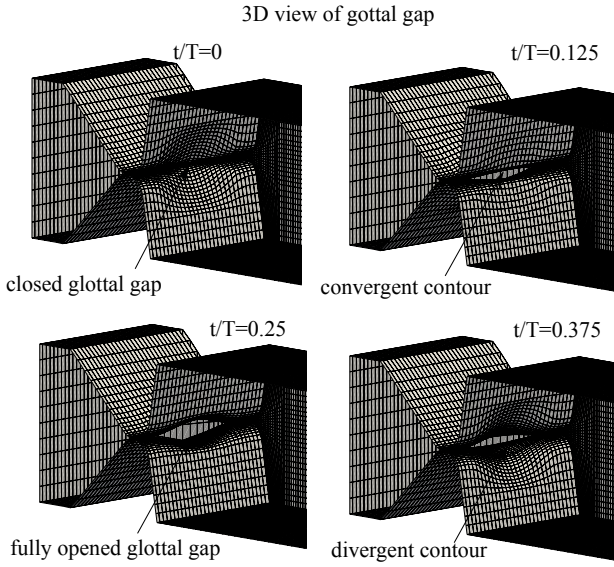 3D view of gottal gap
t/T=0
t/T=0.125
closed glottal gap
convergent contour
t/T=0.25
t/T=0.375
fully opened glottal gap
divergent contour